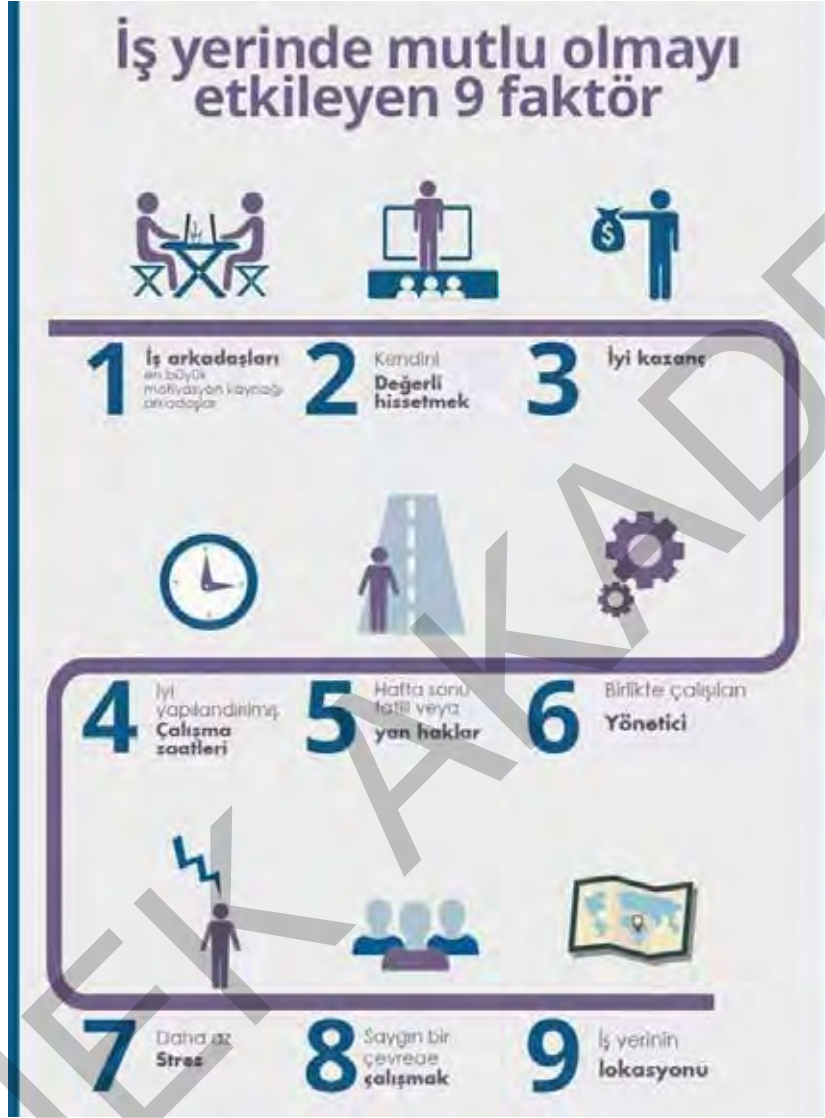 İş yerinde mutlu olmayı
etkileyen 9 faktör
$
1
İş arkadaşları
en büyük
motivasyon kaynağı
arkadaşlar
2
Kendini
Değerli
hissetmek
3
İyi kazanç
4
İyi
yapılandırılmış
Çalışma
saatleri
5
Hafta sonu
tatili veya
yan haklar
6
Birlikte çalışılan
Yönetici
7
Daha az
Stres
8
Saygın bir
çevrede
çalışmak
9
İş yerinin
lokasyonu